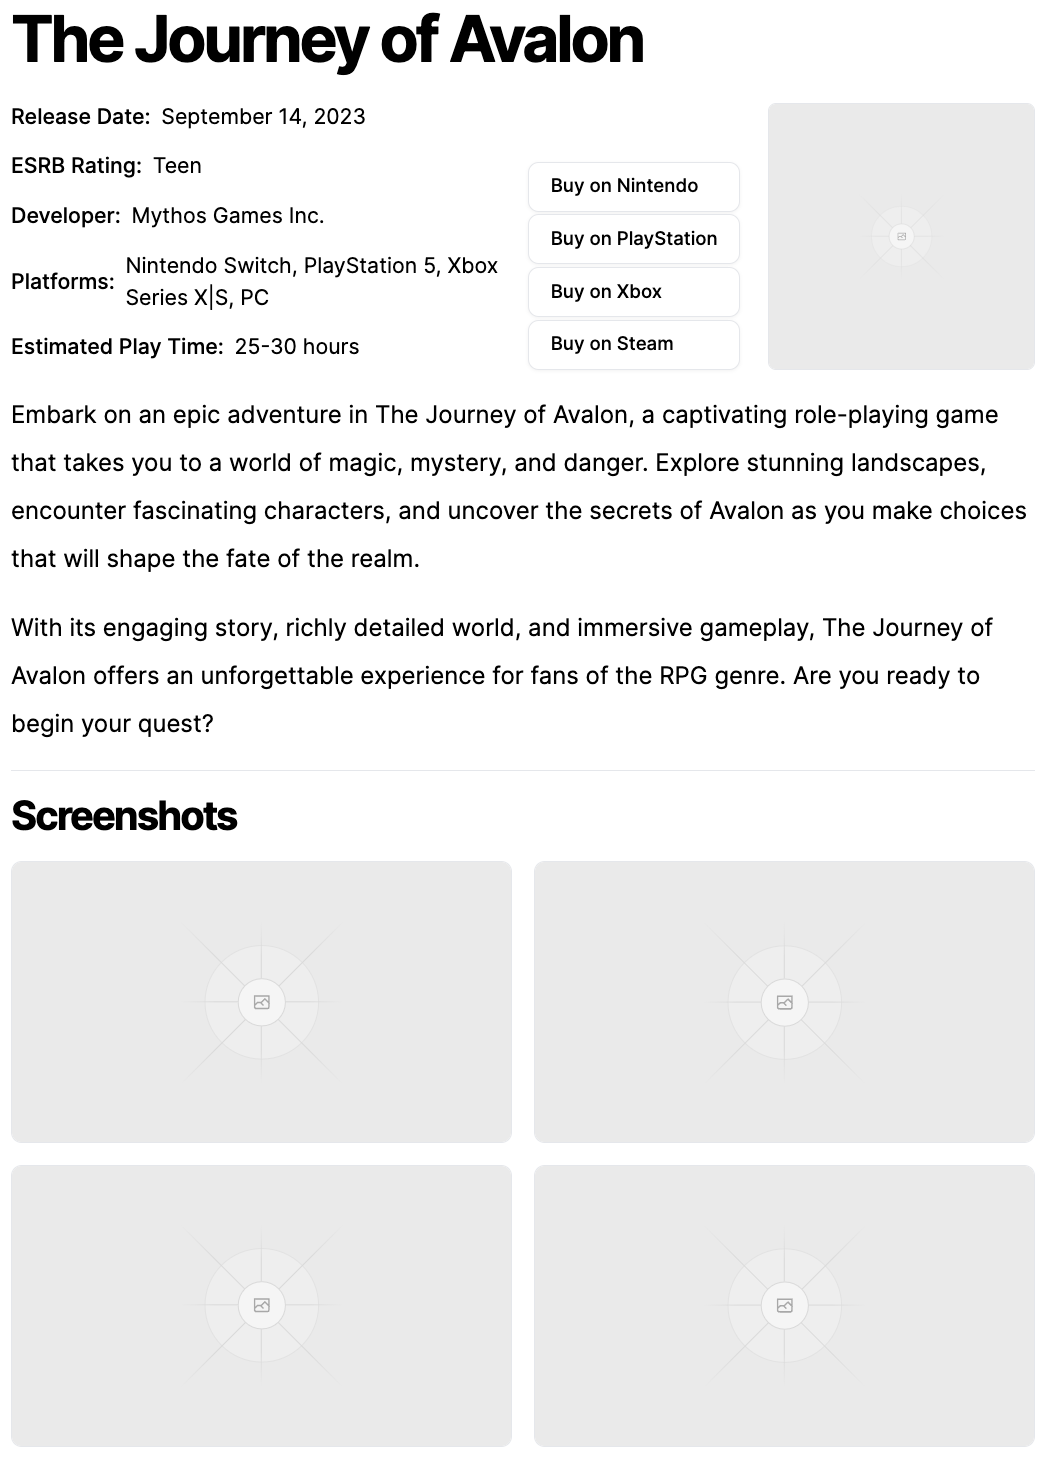 The Journey of Avalon
Release Date: September 14, 2023
ESRB Rating: Teen
Developer: Mythos Games Inc.
Platforms: Nintendo Switch, PlayStation 5, Xbox
Series X|S, PC
Estimated Play Time: 25-30 hours
Buy on Nintendo
Buy on PlayStation
Buy on Xbox
Buy on Steam
Embark on an epic adventure in The Journey of Avalon, a captivating role-playing game
that takes you to a world of magic, mystery, and danger. Explore stunning landscapes,
encounter fascinating characters, and uncover the secrets of Avalon as you make choices
that will shape the fate of the realm.
With its engaging story, richly detailed world, and immersive gameplay, The Journey of
Avalon offers an unforgettable experience for fans of the RPG genre. Are you ready to
begin your quest?
Screenshots